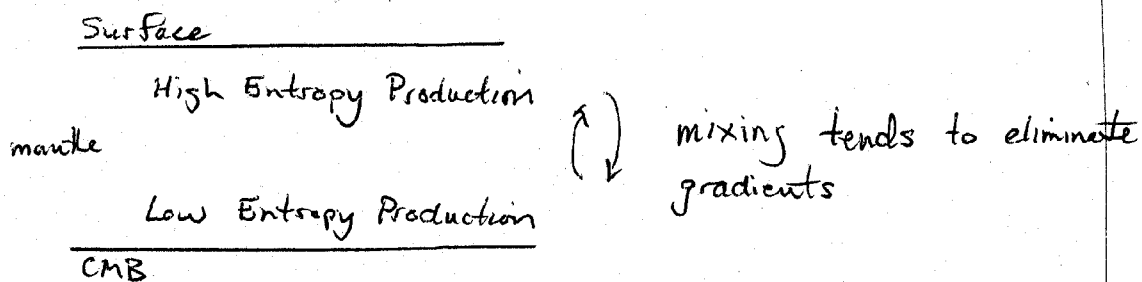 Surface
High Entropy Production
mantle
mixing tends to eliminate
gradients
Low Entropy Production
CMB